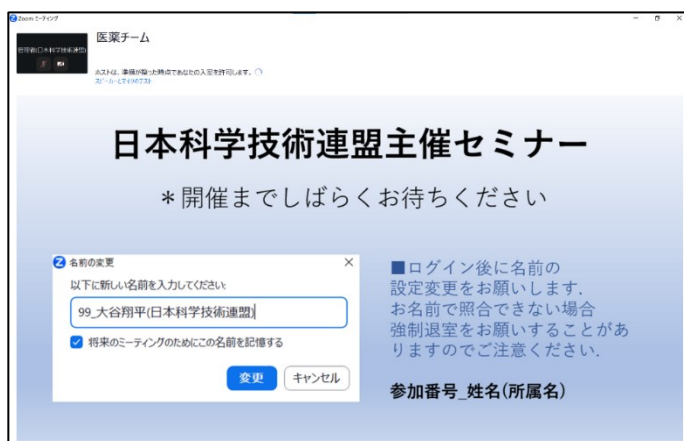 Zoom ミーティング
医薬チーム
管理者(日本科学技術連盟)
ホストは、準備が整った時点であなたの入室を許可します。
スピーカーとマイクのテスト
日本科学技術連盟主催セミナー
＊開催までしばらくお待ちください
名前の変更
以下に新しい名前を入力してください:
99_大谷翔平(日本科学技術連盟)
将来のミーティングのためにこの名前を記憶する
変更 キャンセル
■ログイン後に名前の
設定変更をお願いします.
お名前で照合できない場合
強制退室をお願いすることがあ
りますのでご注意ください.
参加番号_姓名(所属名)